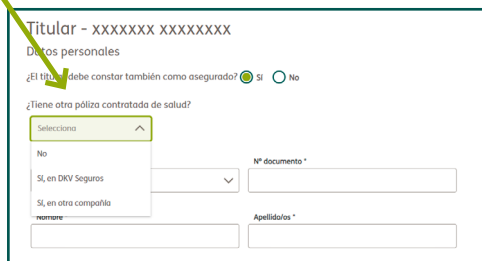 Titular - xxxxxxx xxxxxxxx
Datos personales
¿El titular debe constar también como asegurado? Sí No
¿Tiene otra póliza contratada de salud?
Selecciona
No
Sí, en DKV Seguros
Sí, en otra compañía
Nº documento *
Nombre Apellido/os *